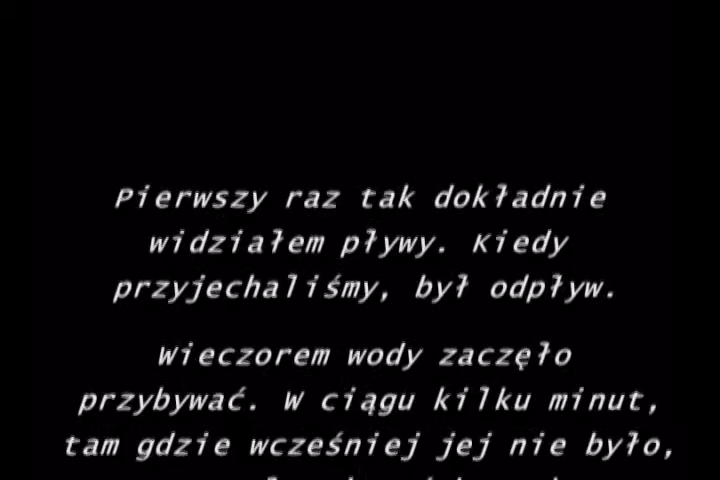 Pierwszy raz tak dokładnie
widziałem pływy. Kiedy
przyjechaliśmy, był odpływ.
Wieczorem wody zaczęło
przybywać. W ciągu kilku minut,
tam gdzie wcześniej jej nie było,